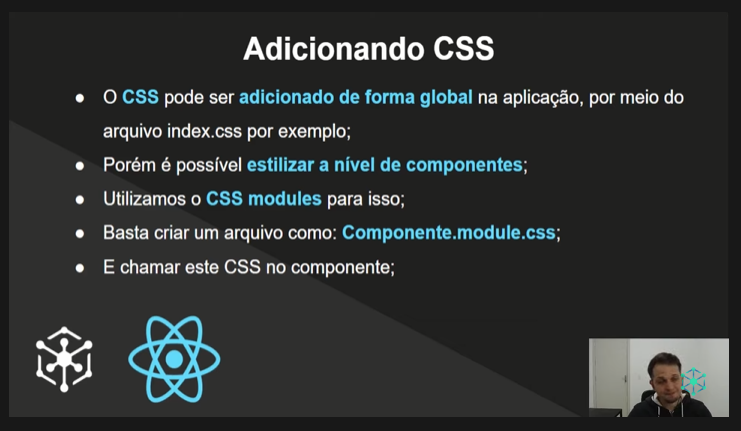 Adicionando CSS
● O CSS pode ser adicionado de forma global na aplicação, por meio do
arquivo index.css por exemplo;
● Porém é possível estilizar a nível de componentes;
● Utilizamos o CSS modules para isso;
● Basta criar um arquivo como: Componente.module.css;
● E chamar este CSS no componente;